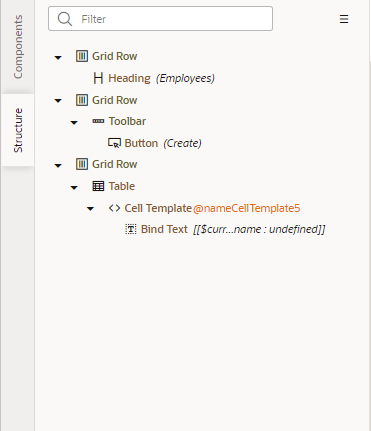 Components
Structure
Filter
Grid Row
Heading (Employees)
Grid Row
Toolbar
Button (Create)
Grid Row
Table
Cell Template @nameCellTemplate5
Bind Text [[$curr...name : undefined]]